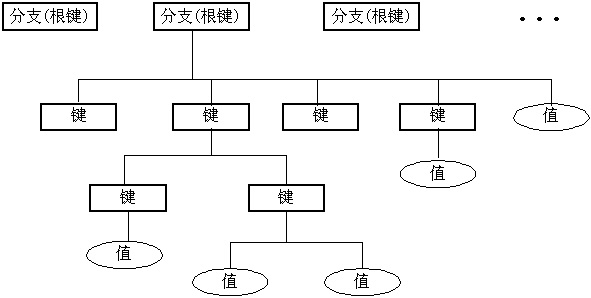 分支(根键) 分支(根键) 分支(根键) ...
键 键 键 键 值
值
键 键
值
值 值